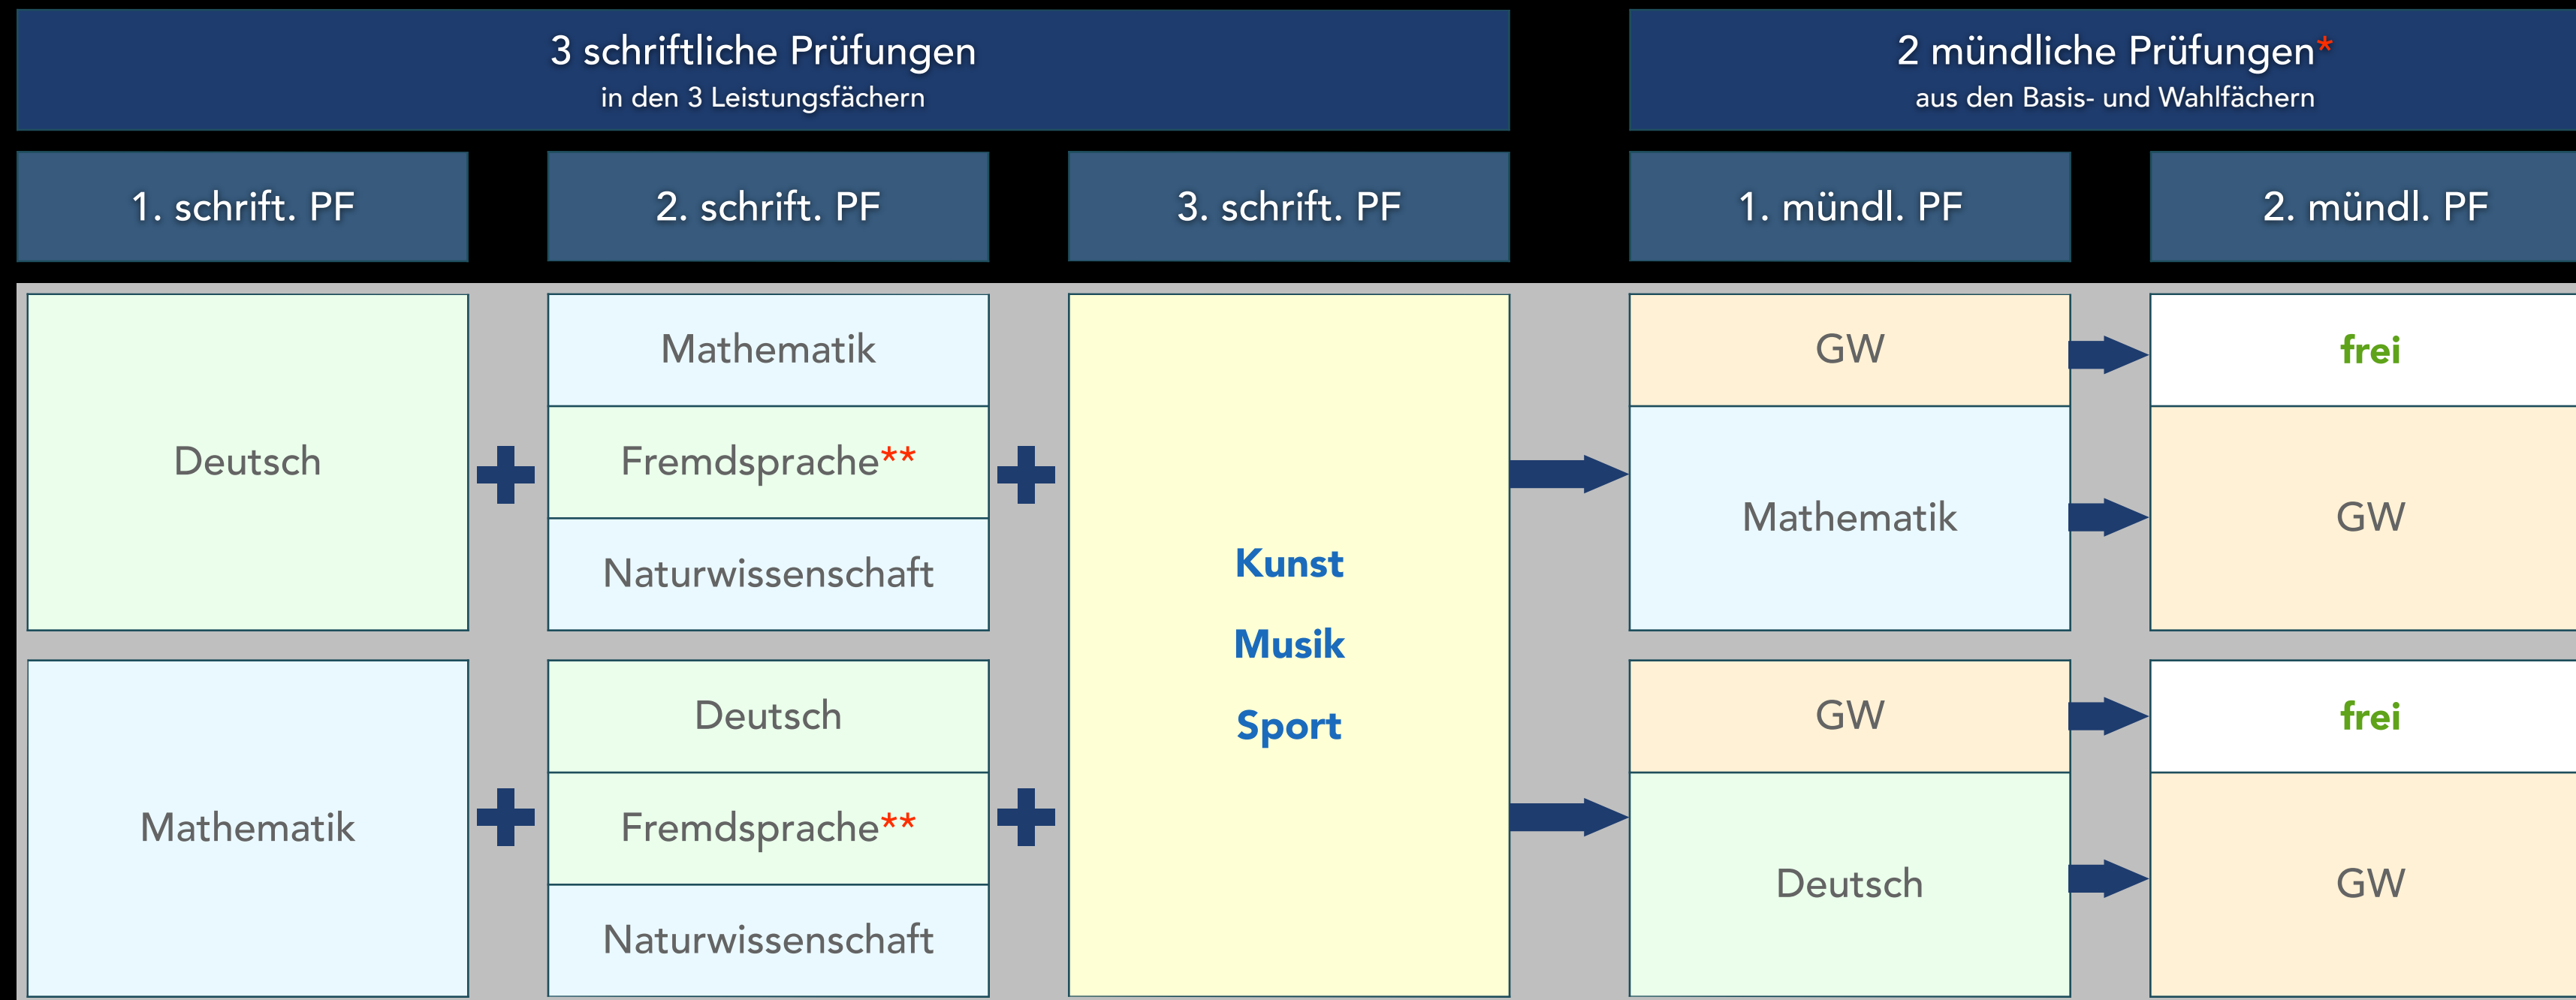 3 schriftliche Prüfungen
in den 3 Leistungsfächern
2 mündliche Prüfungen*
aus den Basis- und Wahlfächern
1. schrift. PF
2. schrift. PF
3. schrift. PF
1. mündl. PF
2. mündl. PF
Deutsch
Mathematik
Fremdsprache**
Naturwissenschaft
Mathematik
Deutsch
Fremdsprache**
Naturwissenschaft
Kunst
Musik
Sport
GW
frei
Mathematik
GW
GW
frei
Deutsch
GW